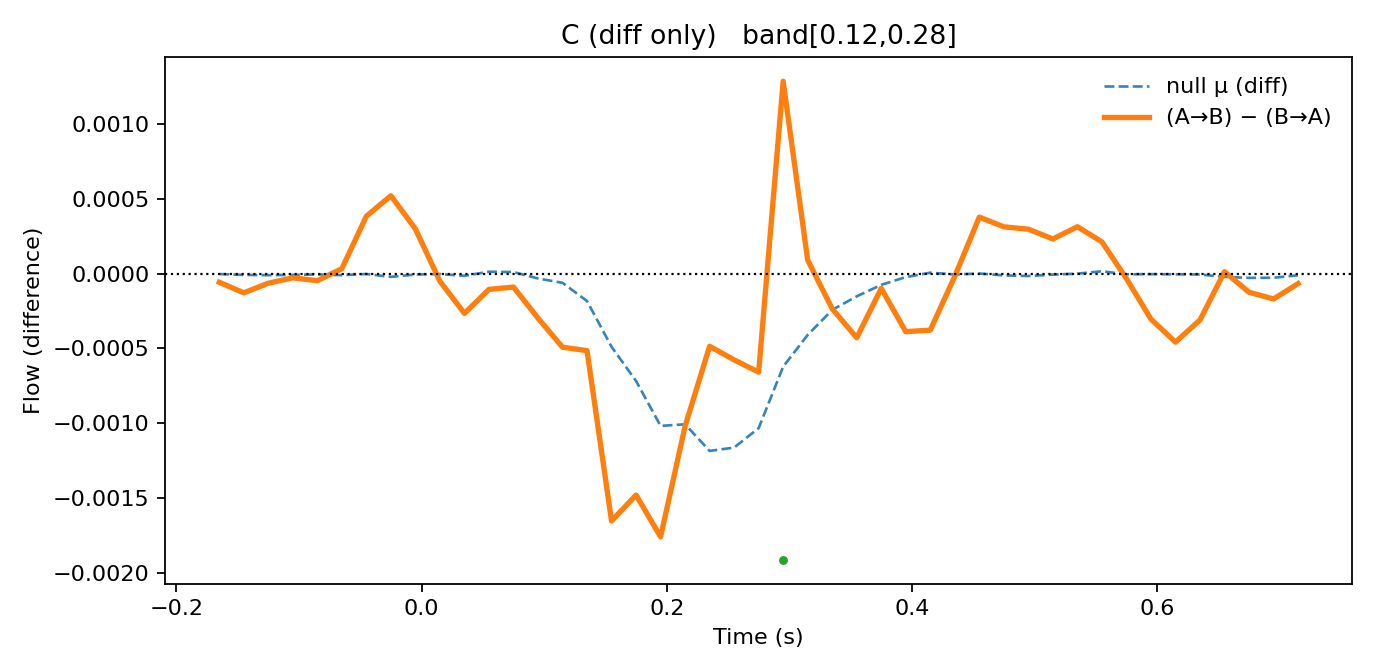 C (diff only)   band[0.12,0.28]
null μ (diff)
(A→B) − (B→A)
Flow (difference)
0.0010
0.0005
0.0000
−0.0005
−0.0010
−0.0015
−0.0020
−0.2
0.0
0.2
0.4
0.6
Time (s)